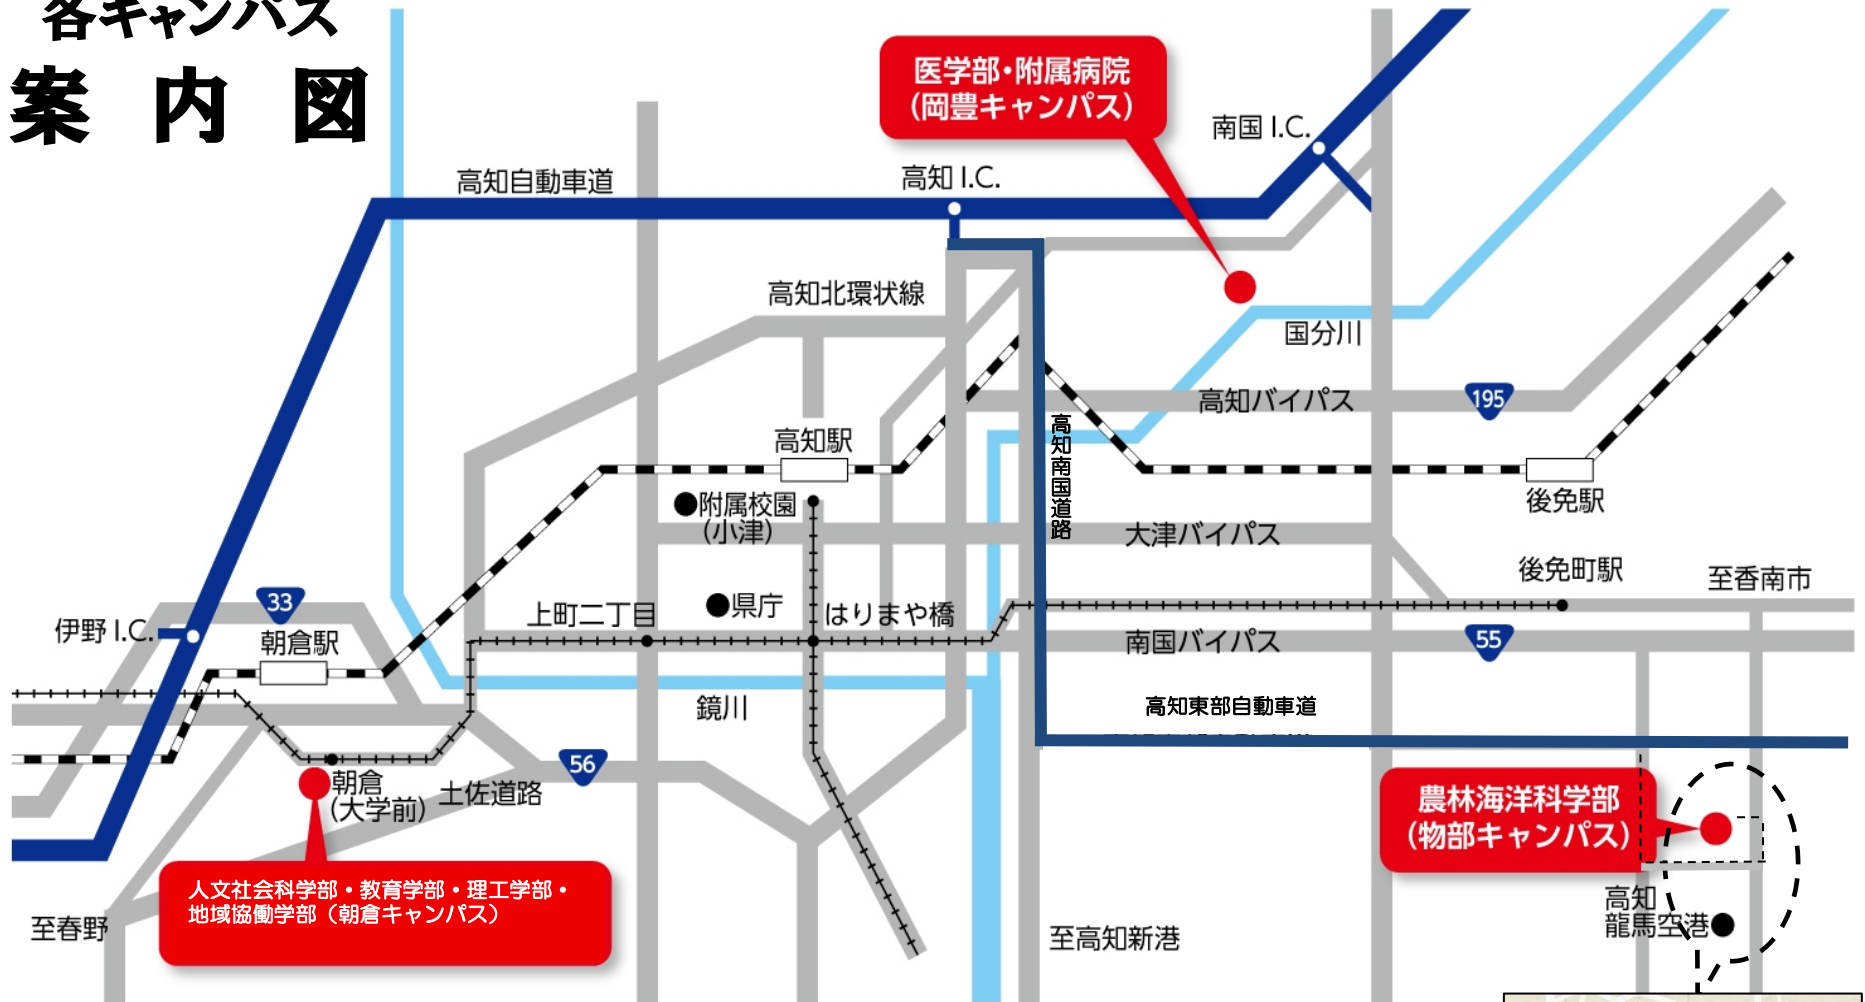 各キャンパス
案内図
医学部・附属病院
(岡豊キャンパス)
南国 I.C.
高知自動車道
高知 I.C.
高知北環状線
国分川
高知バイパス
195
高知駅
高知南国道路
後免駅
附属校園
(小津)
大津バイパス
後免町駅
至香南市
33
上町二丁目
県庁
はりまや橋
伊野 I.C.
朝倉駅
南国バイパス
55
鏡川
高知東部自動車道
56
朝倉
(大学前)
土佐道路
農林海洋科学部
(物部キャンパス)
人文社会科学部・教育学部・理工学部・
地域協働学部（朝倉キャンパス）
至春野
至高知新港
高知
龍馬空港